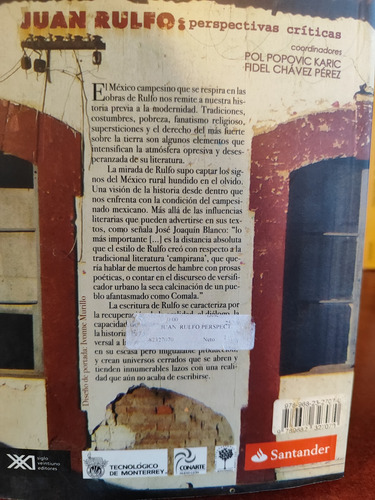 JUAN RULFO: perspectivas críticas
coordinadores
POL POPOVIC KARIC
FIDEL CHÁVEZ PÉREZ
El México campesino que se respira en las
obras de Rulfo nos remite a nuestra his-
toria previa a la modernidad. Tradiciones,
costumbres, pobreza, fanatismo religioso,
supersticiones y el derecho del más fuerte
sobre la tierra son algunos elementos que
intensifican la atmósfera opresiva y deses-
peranzada de su literatura.
La mirada de Rulfo supo captar los sig-
nos del México rural hundido en el olvido.
Una visión de la historia desde dentro que
nos enfrenta con la condición del campesi-
nado mexicano. Más allá de las influencias
literarias que pueden advertirse en sus tex-
tos, como señala José Joaquín Blanco: "lo
más importante [...] es la distancia absoluta
que el estilo de Rulfo creó con respecto a la
tradicional literatura 'campirana', que que-
ría hablar de muertos de hambre con prosas
poéticas, o contar en el discurseo de versifi-
cador urbano la seca calcinación de un pue-
blo afantasmado como Comala."
La escritura de Rulfo se caracteriza por
la recuperación
capacidad
la historia
versal a
JUAN RULFO PERSPECT
Neto
en su escasa pero inigualable producción,
y crean universos cerrados que se abren y
tienden innumerables lazos con una realidad
que aún no acaba de escribirse.
Diseño de portada: Ivonne Murillo
siglo
veintiuno
editores
TECNOLÓGICO
DE MONTERREY
CONARTE
Santander